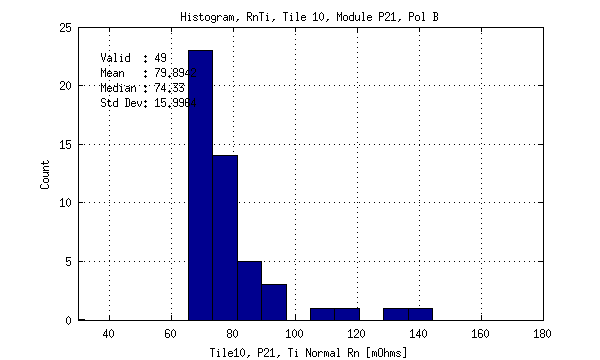 Histogram, RnTi, Tile 10, Module P21, Pol B
25
20
15
10
5
0
Count
Valid : 49
Mean : 79.8942
Median : 74.33
Std Dev: 15.9964
40 60 80 100 120 140 160 180
Tile10, P21, Ti Normal Rn [mOhms]